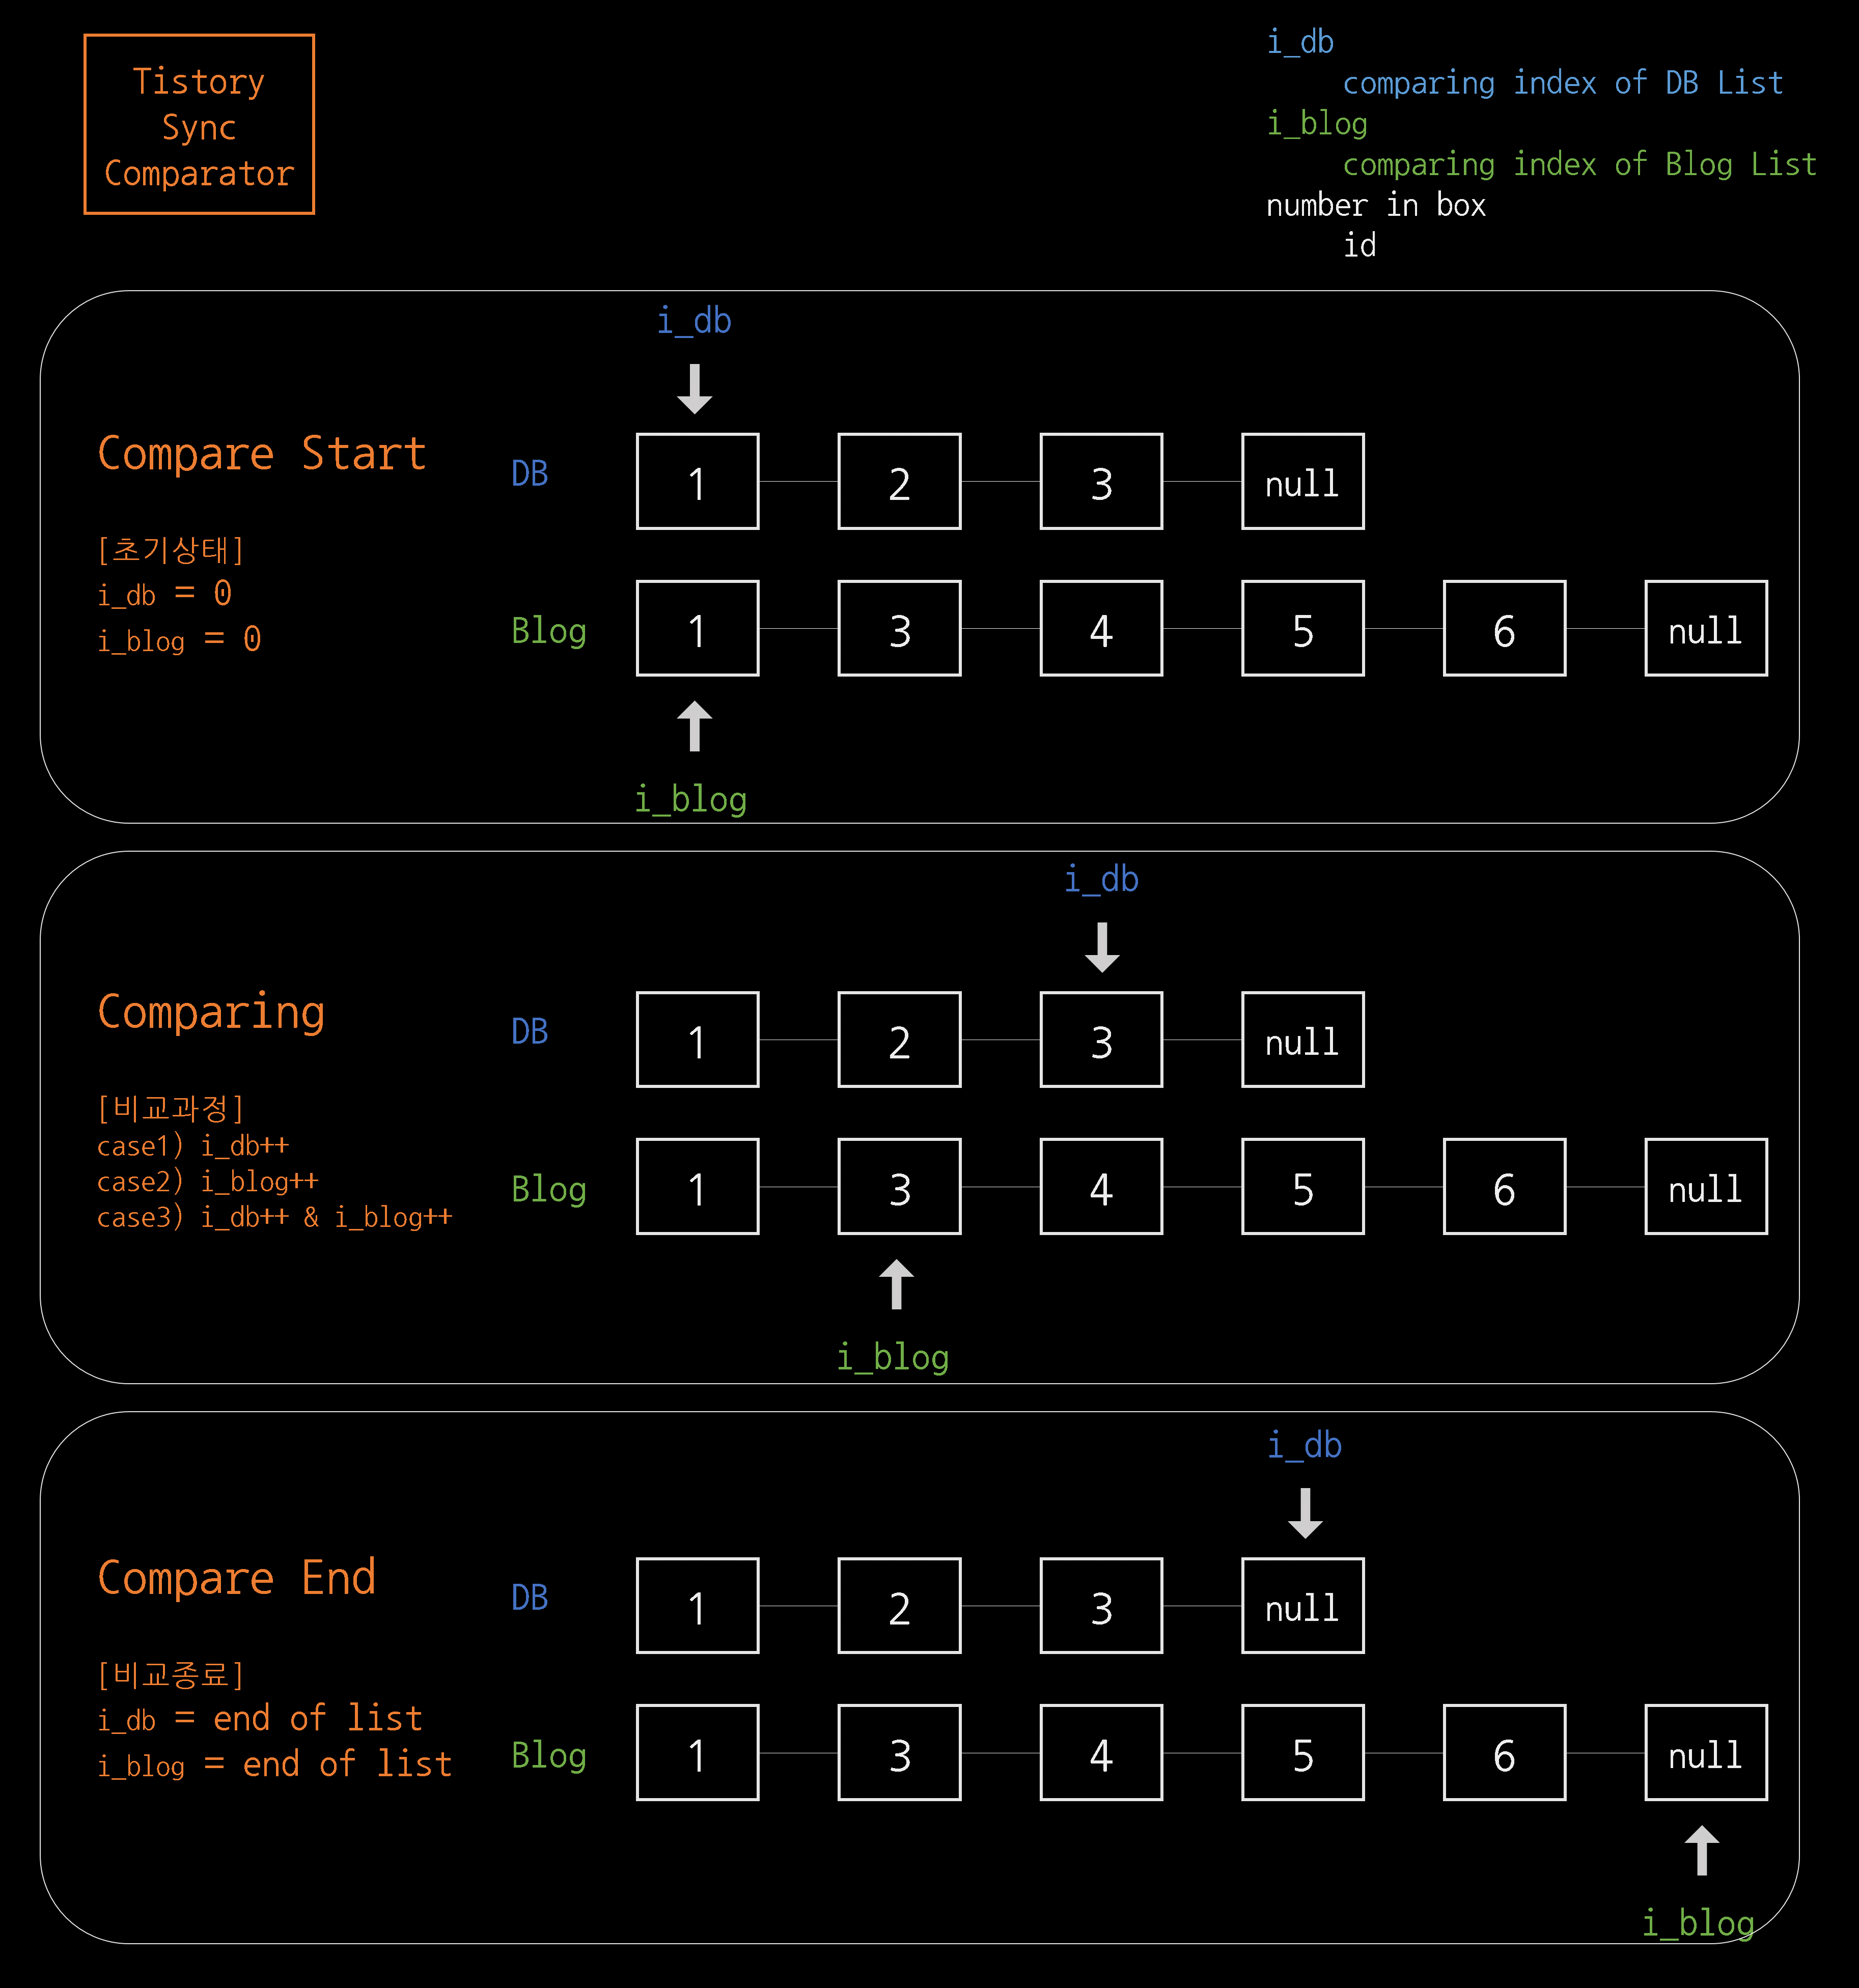 Tistory
Sync
Comparator
i_db
comparing index of DB List
i_blog
comparing index of Blog List
number in box
id
i_db
Compare Start
DB
1
2
3
null
[초기상태]
i_db = 0
i_blog = 0
Blog
1
3
4
5
6
null
i_blog
i_db
Comparing
DB
1
2
3
null
[비교과정]
case1) i_db++
case2) i_blog++
case3) i_db++ & i_blog++
Blog
1
3
4
5
6
null
i_blog
i_db
Compare End
DB
1
2
3
null
[비교종료]
i_db = end of list
i_blog = end of list
Blog
1
3
4
5
6
null
i_blog